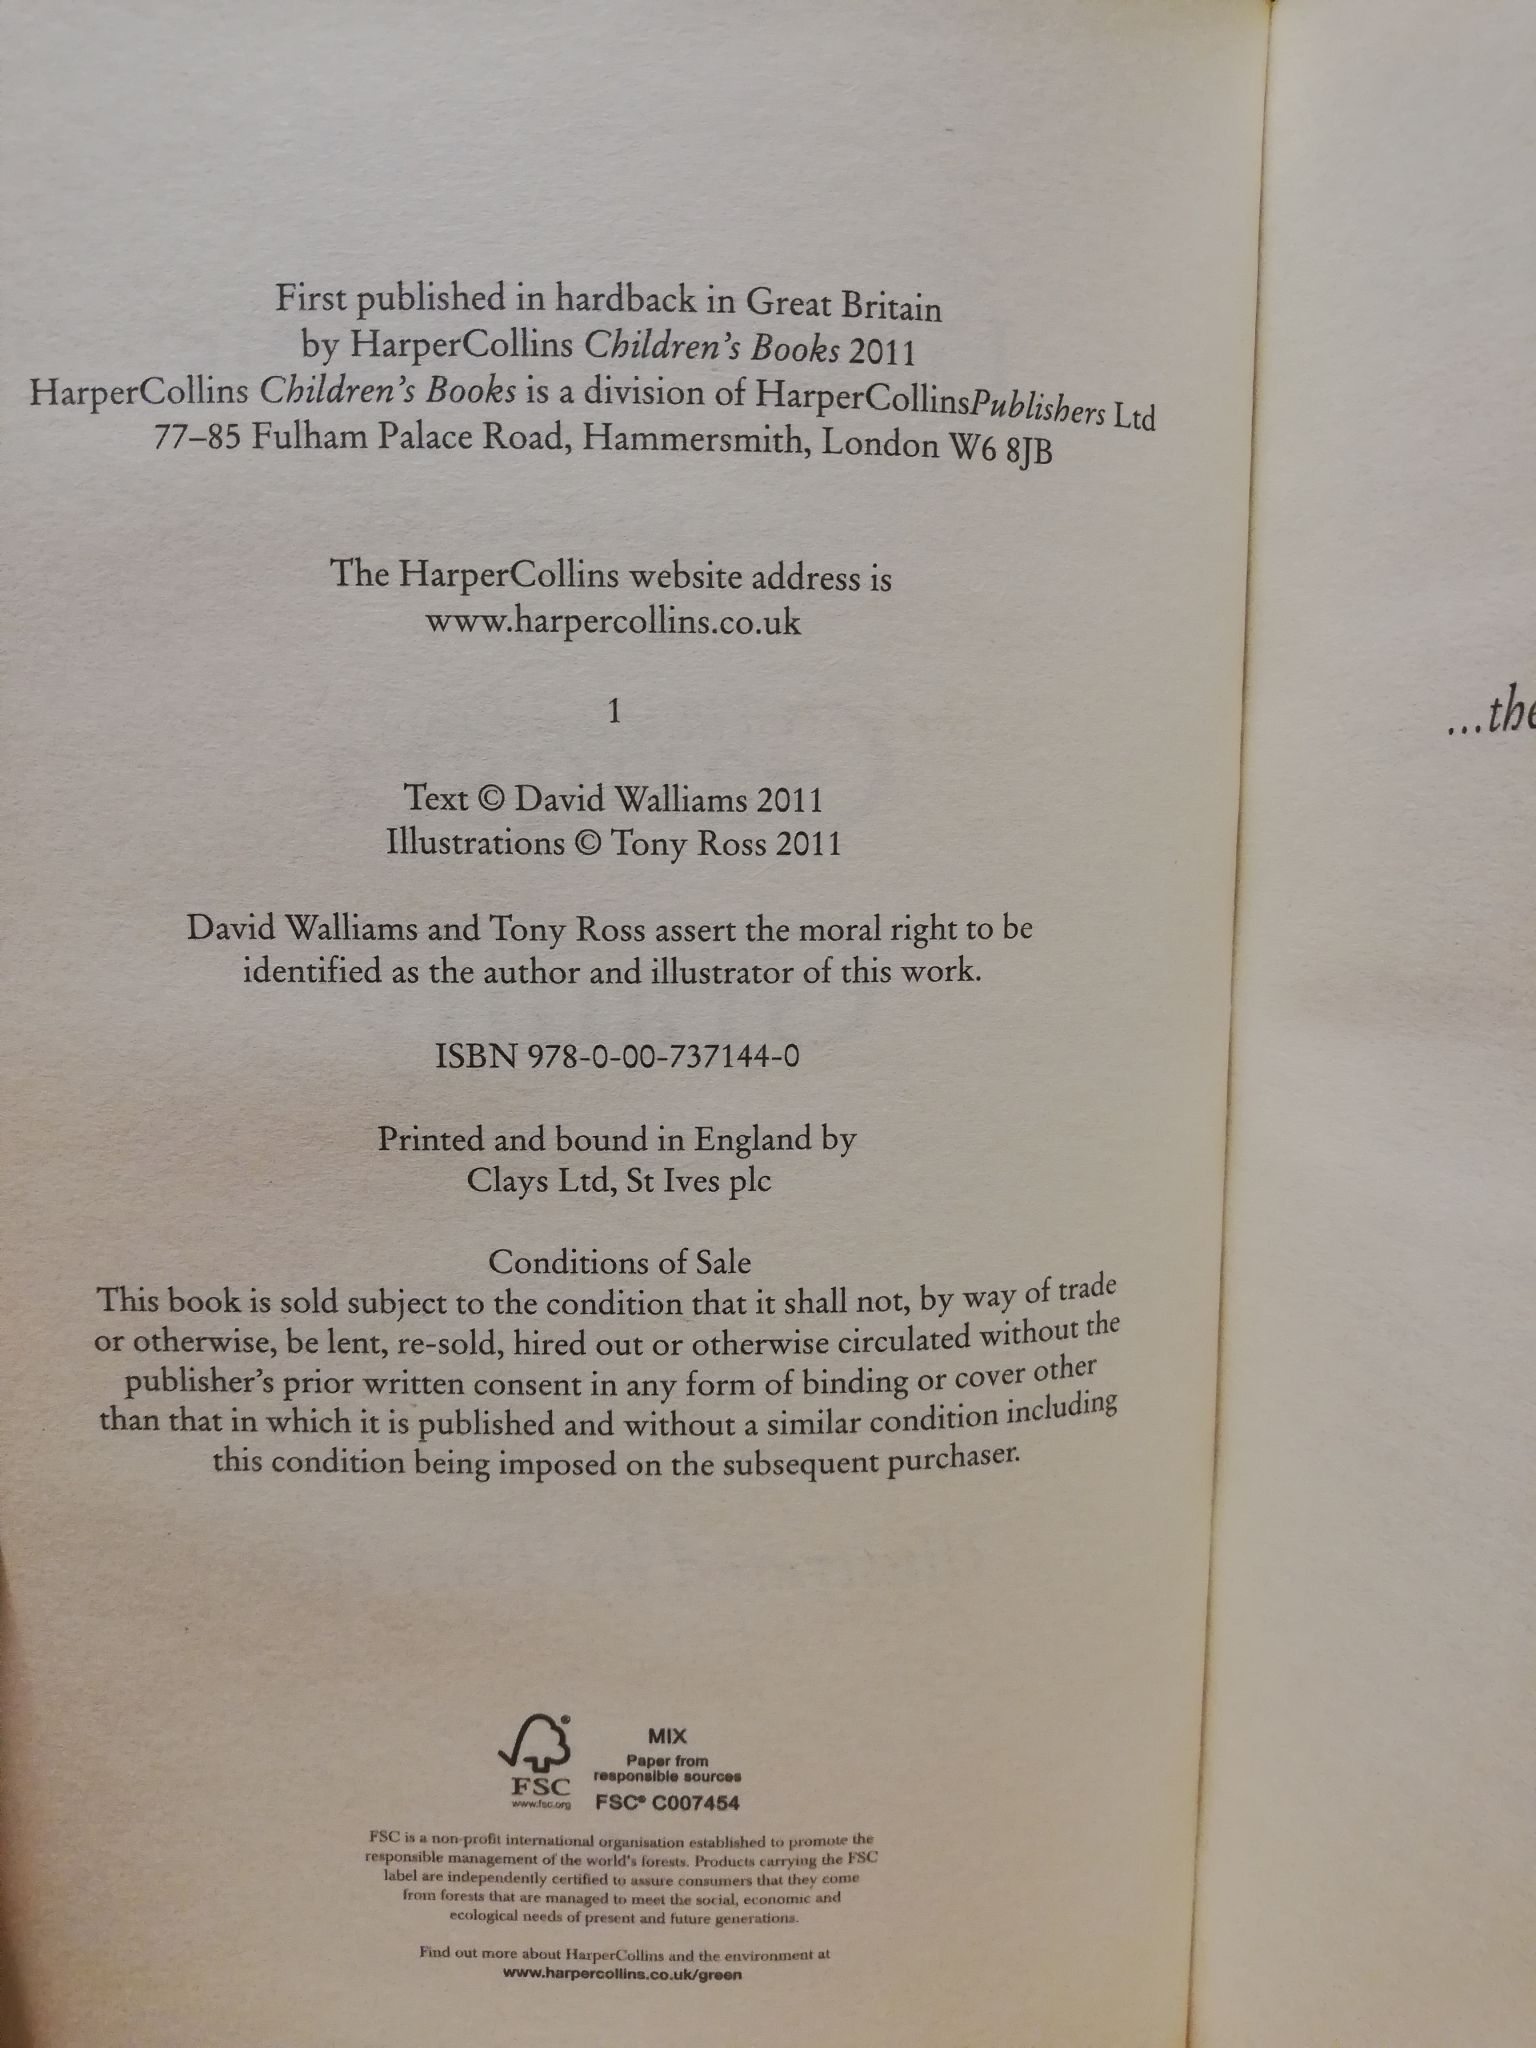 First published in hardback in Great Britain
by HarperCollins Children's Books 2011
HarperCollins Children's Books is a division of HarperCollinsPublishers Ltd
77–85 Fulham Palace Road, Hammersmith, London W6 8JB
The HarperCollins website address is
www.harpercollins.co.uk
1
Text © David Walliams 2011
Illustrations © Tony Ross 2011
David Walliams and Tony Ross assert the moral right to be
identified as the author and illustrator of this work.
ISBN 978-0-00-737144-0
Printed and bound in England by
Clays Ltd, St Ives plc
Conditions of Sale
This book is sold subject to the condition that it shall not, by way of trade
or otherwise, be lent, re-sold, hired out or otherwise circulated without the
publisher's prior written consent in any form of binding or cover other
than that in which it is published and without a similar condition including
this condition being imposed on the subsequent purchaser.
FSC
www.fsc.org
MIX
Paper from
responsible sources
FSC® C007454
FSC is a non-profit international organisation established to promote the
responsible management of the world's forests. Products carrying the FSC
label are independently certified to assure consumers that they come
from forests that are managed to meet the social, economic and
ecological needs of present and future generations.
Find out more about HarperCollins and the environment at
www.harpercollins.co.uk/green
...the